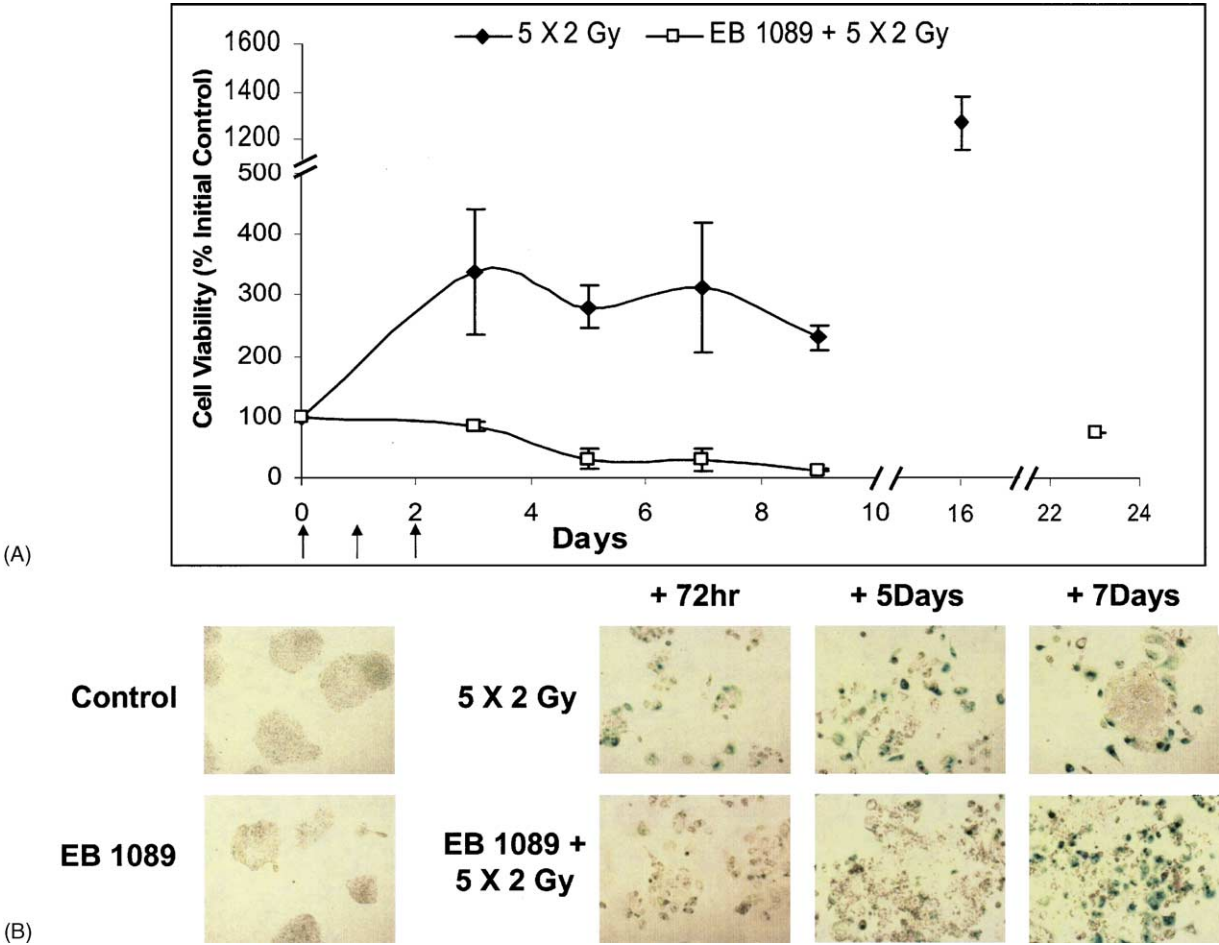 5 X 2 Gy
EB 1089 + 5 X 2 Gy
Cell Viability (% Initial Control)
1600
1400
1200
500
400
300
200
100
0
0
2
4
6
8
10
16
22
24
Days
(A)
+ 72hr
+ 5Days
+ 7Days
Control
5 X 2 Gy
EB 1089
EB 1089 +
5 X 2 Gy
(B)